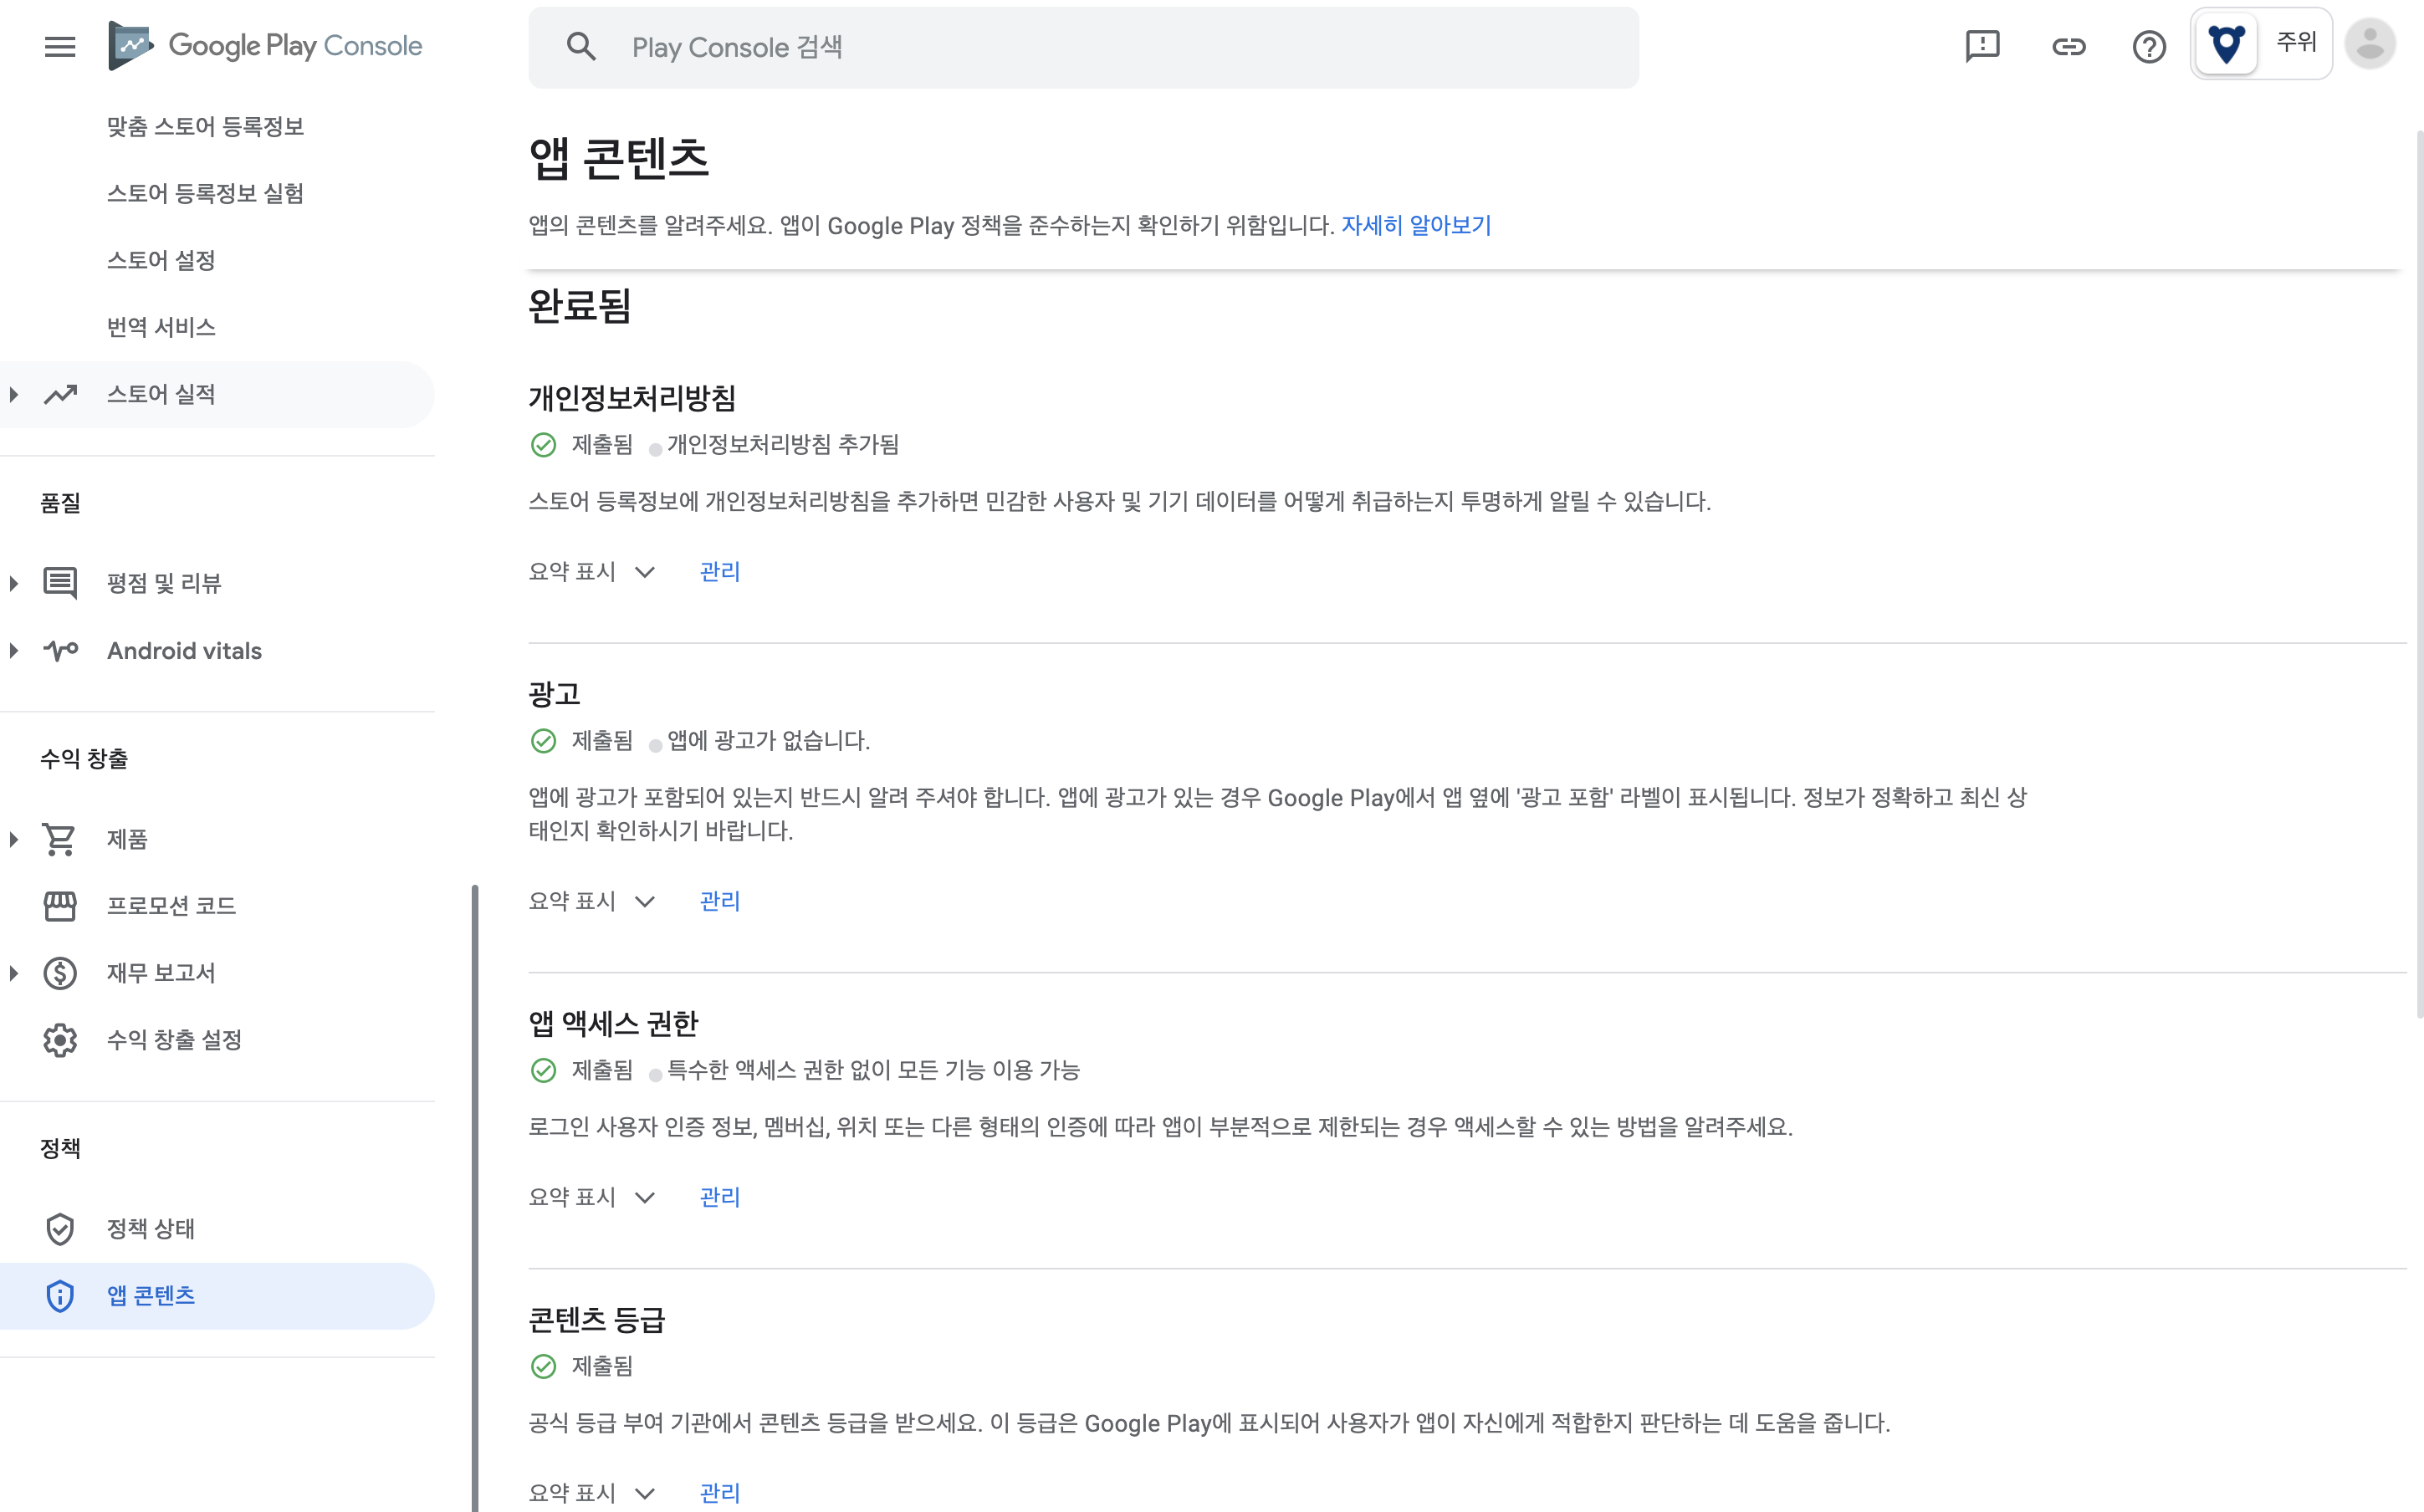 Google Play Console
Play Console 검색
주위
맞춤 스토어 등록정보
스토어 등록정보 실험
스토어 설정
번역 서비스
스토어 실적
품질
평점 및 리뷰
Android vitals
수익 창출
제품
프로모션 코드
재무 보고서
수익 창출 설정
정책
정책 상태
앱 콘텐츠
앱 콘텐츠
앱의 콘텐츠를 알려주세요. 앱이 Google Play 정책을 준수하는지 확인하기 위함입니다. 자세히 알아보기
완료됨
개인정보처리방침
제출됨 개인정보처리방침 추가됨
스토어 등록정보에 개인정보처리방침을 추가하면 민감한 사용자 및 기기 데이터를 어떻게 취급하는지 투명하게 알릴 수 있습니다.
요약 표시 관리
광고
제출됨 앱에 광고가 없습니다.
앱에 광고가 포함되어 있는지 반드시 알려 주셔야 합니다. 앱에 광고가 있는 경우 Google Play에서 앱 옆에 '광고 포함' 라벨이 표시됩니다. 정보가 정확하고 최신 상
태인지 확인하시기 바랍니다.
요약 표시 관리
앱 액세스 권한
제출됨 특수한 액세스 권한 없이 모든 기능 이용 가능
로그인 사용자 인증 정보, 멤버십, 위치 또는 다른 형태의 인증에 따라 앱이 부분적으로 제한되는 경우 액세스할 수 있는 방법을 알려주세요.
요약 표시 관리
콘텐츠 등급
제출됨
공식 등급 부여 기관에서 콘텐츠 등급을 받으세요. 이 등급은 Google Play에 표시되어 사용자가 앱이 자신에게 적합한지 판단하는 데 도움을 줍니다.
요약 표시 관리